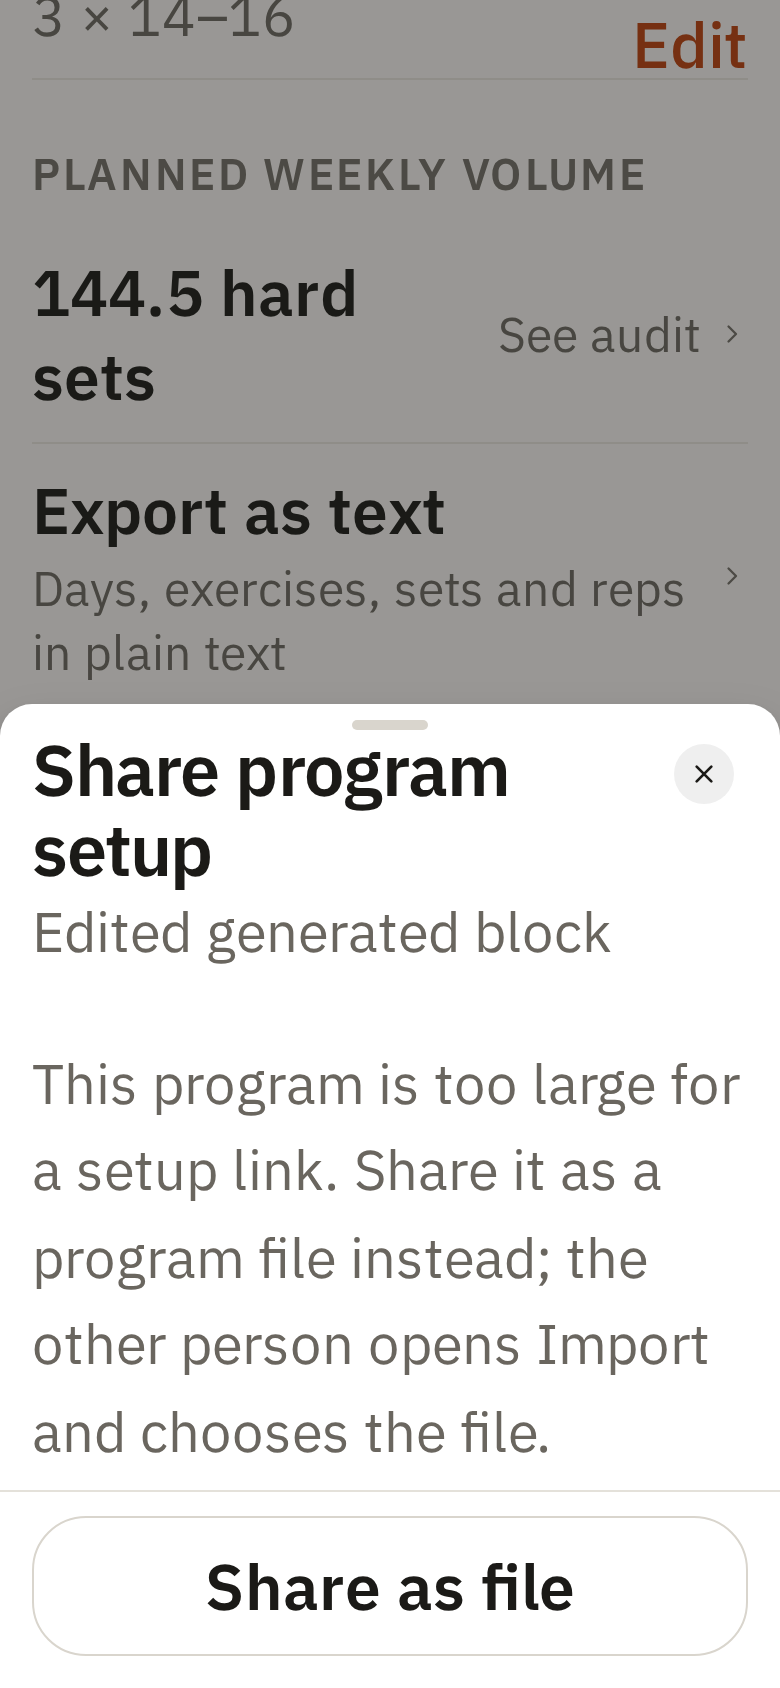 3 × 14–16
Edit
PLANNED WEEKLY VOLUME
144.5 hard
sets
See audit
Export as text
Days, exercises, sets and reps
in plain text
Share program
setup
Edited generated block
This program is too large for
a setup link. Share it as a
program file instead; the
other person opens Import
and chooses the file.
Share as file